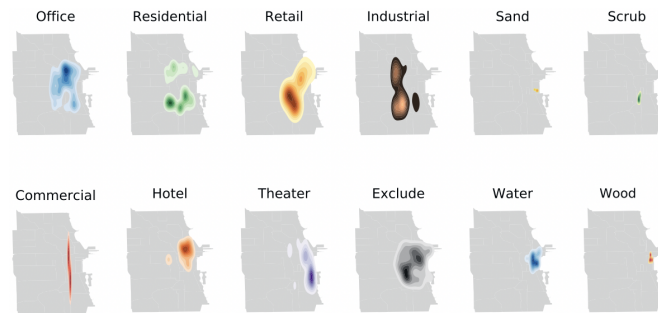 Office Residential Retail Industrial Sand Scrub
Commercial Hotel Theater Exclude Water Wood